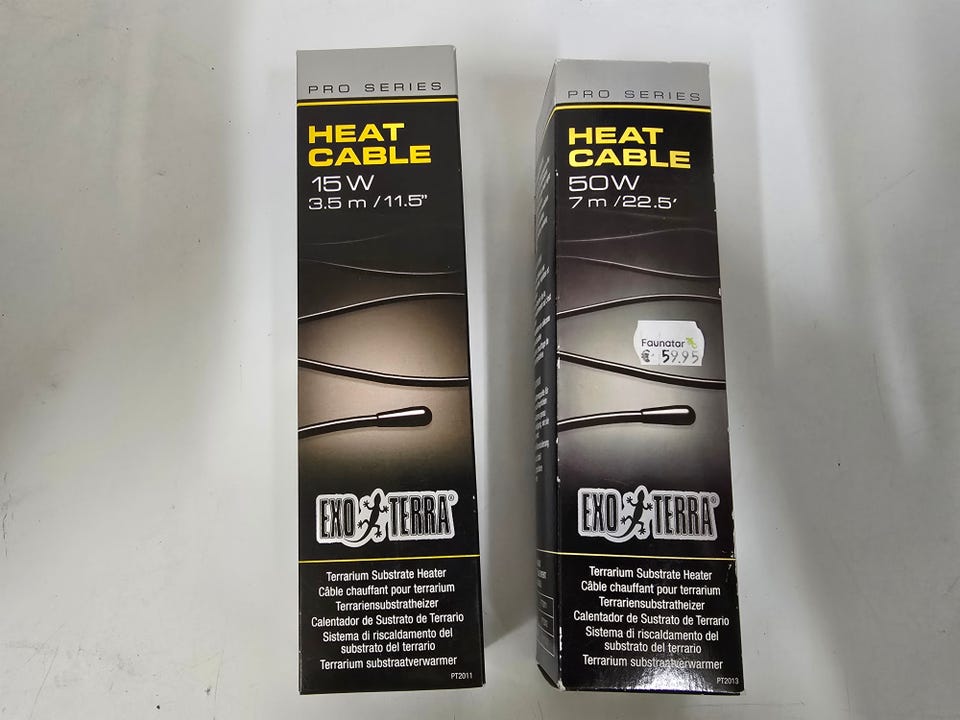 PRO SERIES
HEAT
CABLE
15 W
3.5 m / 11.5"
EXO TERRA®
Terrarium Substrate Heater
Câble chauffant pour terrarium
Terrariensubstratheizer
Calentador de Sustrato de Terrario
Sistema di riscaldamento del
substrato del terrario
Terrarium substraatverwarmer
PT2011
PRO SERIES
HEAT
CABLE
50W
7 m / 22.5'
Faunatar
€ 59.95
EXO TERRA®
Terrarium Substrate Heater
Câble chauffant pour terrarium
Terrariensubstratheizer
Calentador de Sustrato de Terrario
Sistema di riscaldamento del
substrato del terrario
Terrarium substraatverwarmer
PT2013